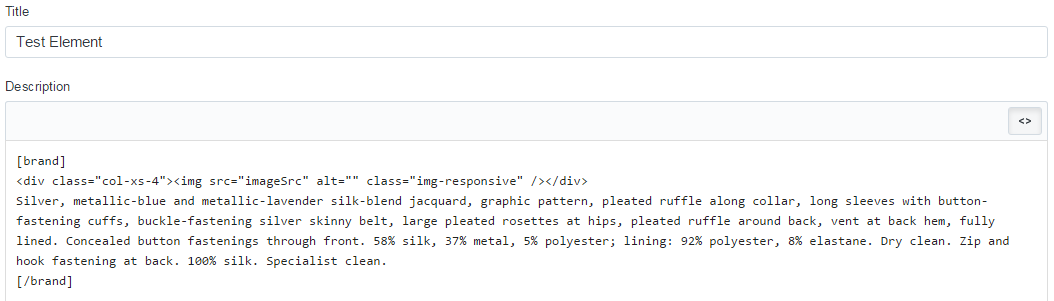 Title
Test Element
Description
<>
[brand]
<div class="col-xs-4"><img src="imageSrc" alt="" class="img-responsive" /></div>
Silver, metallic-blue and metallic-lavender silk-blend jacquard, graphic pattern, pleated ruffle along collar, long sleeves with button-
fastening cuffs, buckle-fastening silver skinny belt, large pleated rosettes at hips, pleated ruffle around back, vent at back hem, fully
lined. Concealed button fastenings through front. 58% silk, 37% metal, 5% polyester; lining: 92% polyester, 8% elastane. Dry clean. Zip and
hook fastening at back. 100% silk. Specialist clean.
[/brand]